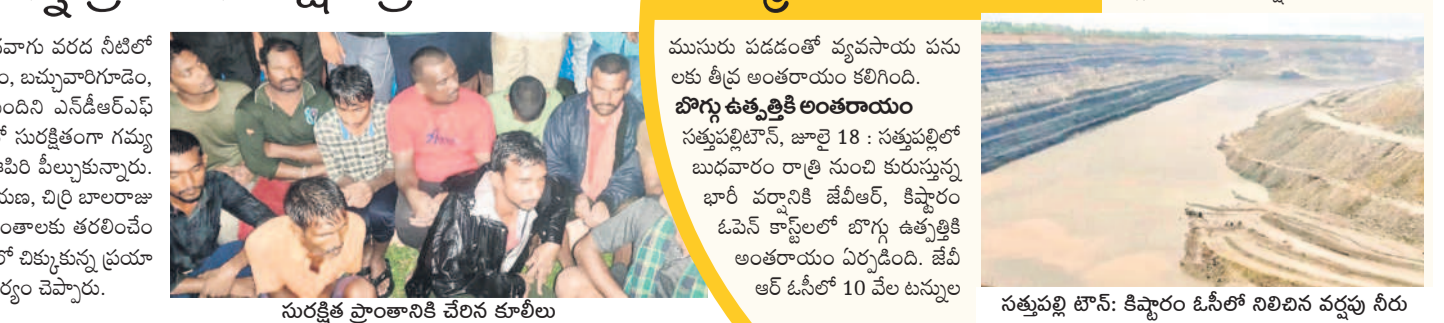 వాగు వరద నీటిలో
బచ్చువారిగూడెం,
ఎన్‌డీఆర్ఎఫ్
సురక్షితంగా గమ్య
పీల్చుకున్నారు.
చిర్రి బాలరాజు
తరలించేం
చిక్కుకున్న ప్రయా
చెప్పారు.
సురక్షిత ప్రాంతానికి చేరిన కూలీలు
ముసురు పడడంతో వ్యవసాయ పను
లకు తీవ్ర అంతరాయం కలిగింది.
బొగ్గు ఉత్పత్తికి అంతరాయం
సత్తుపల్లిటౌన్, జూలై 18 : సత్తుపల్లిలో
బుధవారం రాత్రి నుంచి కురుస్తున్న
భారీ వర్షానికి జేవీఆర్, కిష్టారం
ఓపెన్ కాస్ట్‌లలో బొగ్గు ఉత్పత్తికి
అంతరాయం ఏర్పడింది. జేవీ
ఆర్ ఓసీలో 10 వేల టన్నుల
సత్తుపల్లి టౌన్: కిష్టారం ఓసీలో నిలిచిన వర్షపు నీరు